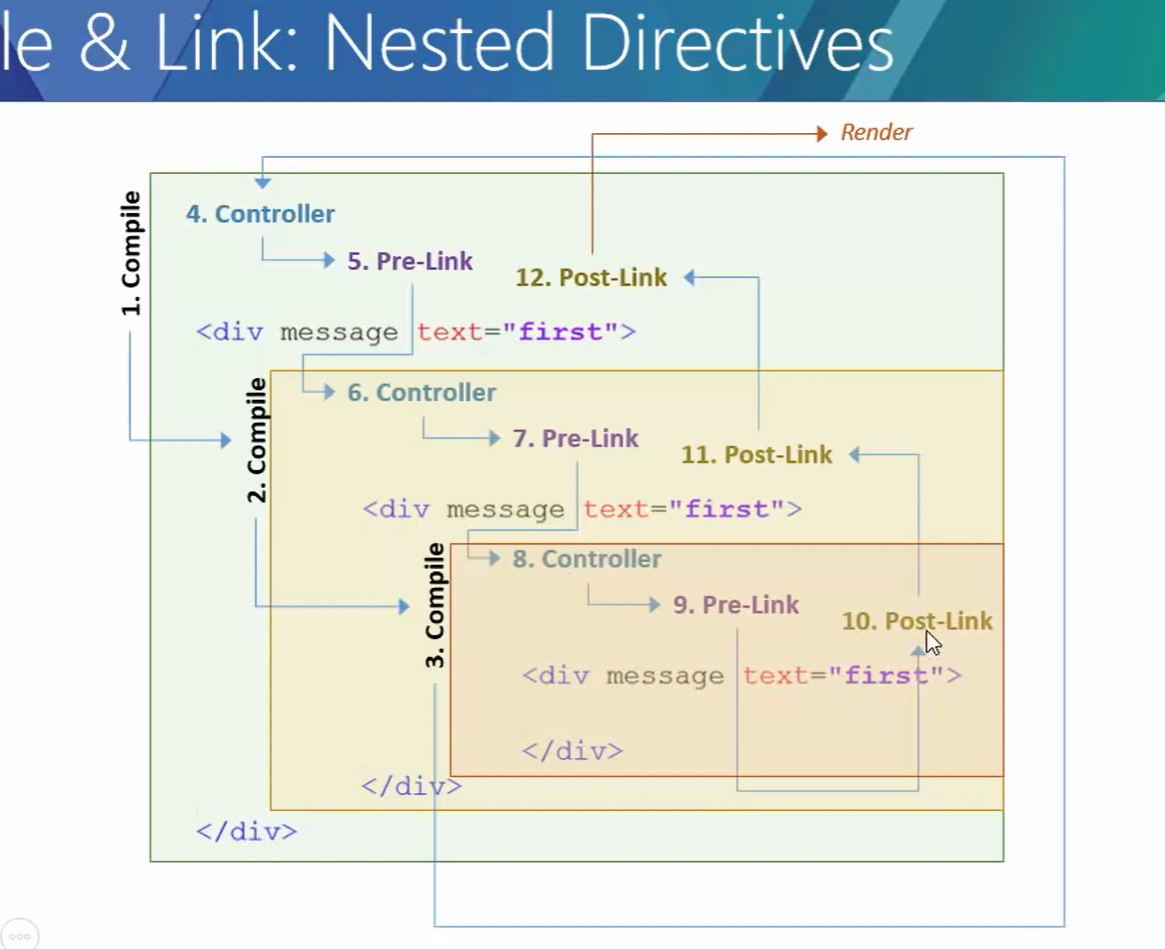 le & Link: Nested Directives
Render
1. Compile
4. Controller
5. Pre-Link
12. Post-Link
<div message text="first">
2. Compile
6. Controller
7. Pre-Link
11. Post-Link
<div message text="first">
3. Compile
8. Controller
9. Pre-Link
10. Post-Link
<div message text="first">
</div>
</div>
</div>